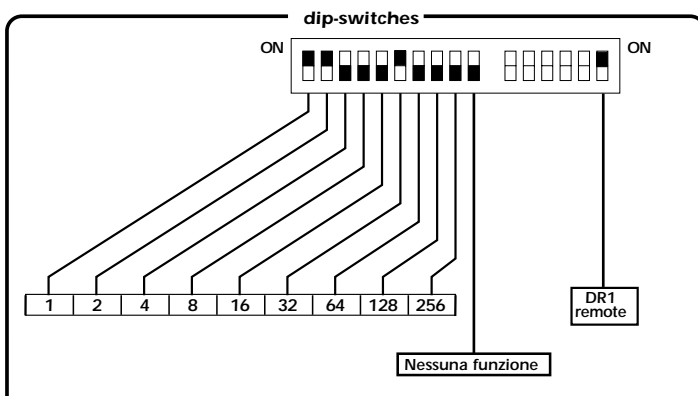 dip-switches
ON ON
1 2 4 8 16 32 64 128 256
DR1
remote
Nessuna funzione